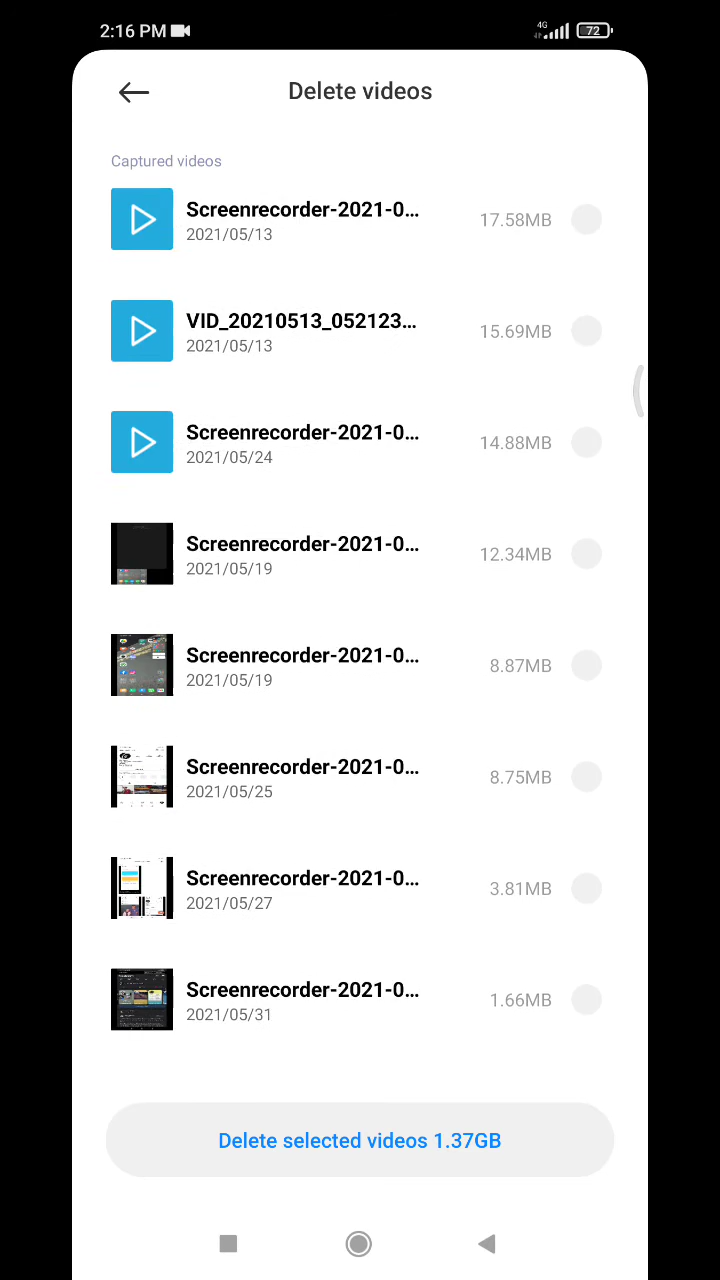 2:16 PM
4G
72
Delete videos
Captured videos
Screenrecorder-2021-0...
2021/05/13
17.58MB
VID_20210513_052123...
2021/05/13
15.69MB
Screenrecorder-2021-0...
2021/05/24
14.88MB
Screenrecorder-2021-0...
2021/05/19
12.34MB
Screenrecorder-2021-0...
2021/05/19
8.87MB
Screenrecorder-2021-0...
2021/05/25
8.75MB
Screenrecorder-2021-0...
2021/05/27
3.81MB
Screenrecorder-2021-0...
2021/05/31
1.66MB
Delete selected videos 1.37GB